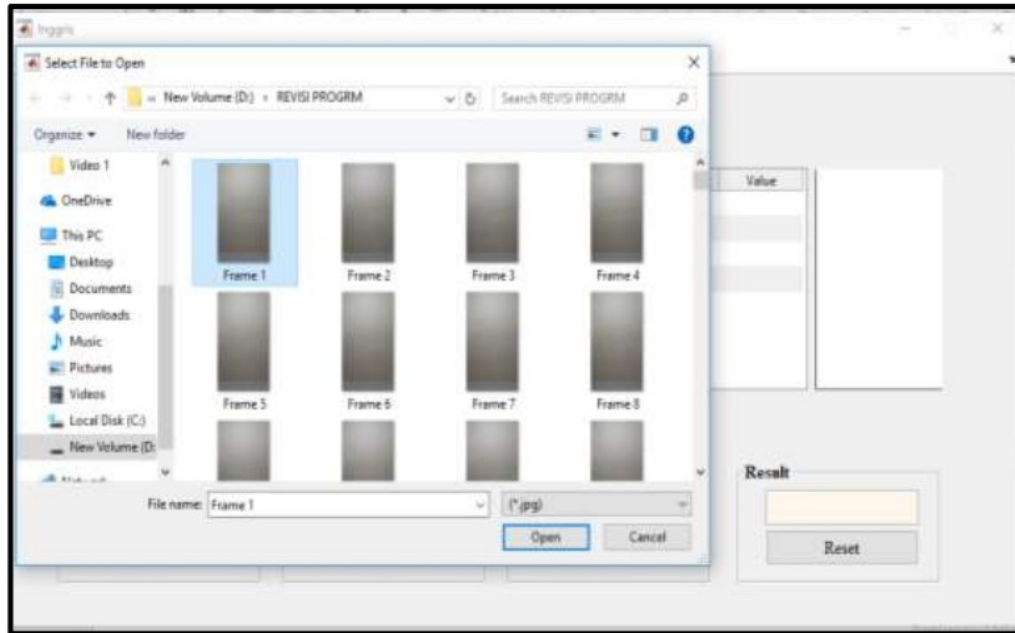 Inggris
Select File to Open
New Volume (D:) › REVISI PROGRM
Search REVISI PROGRM
Organize
New folder
Video 1
OneDrive
This PC
Desktop
Documents
Downloads
Music
Pictures
Videos
Local Disk (C:)
New Volume (D:
Frame 1
Frame 2
Frame 3
Frame 4
Frame 5
Frame 6
Frame 7
Frame 8
Value
File name:
Frame 1
(*.jpg)
Open
Cancel
Result
Reset